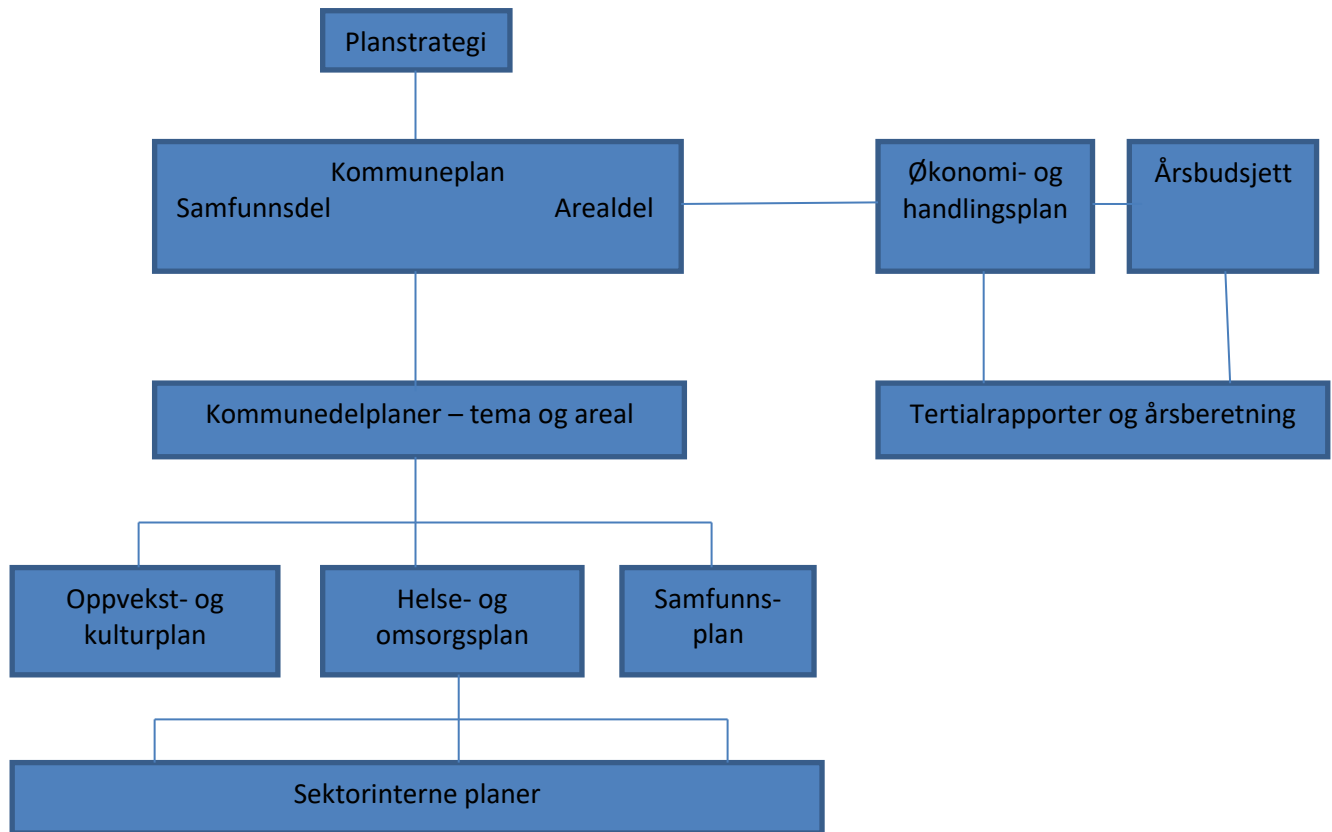 Planstrategi
Kommuneplan
Samfunnsdel Arealdel
Økonomi- og
handlingsplan
Årsbudsjett
Kommunedelplaner – tema og areal
Tertialrapporter og årsberetning
Oppvekst- og
kulturplan
Helse- og
omsorgsplan
Samfunns-
plan
Sektorinterne planer